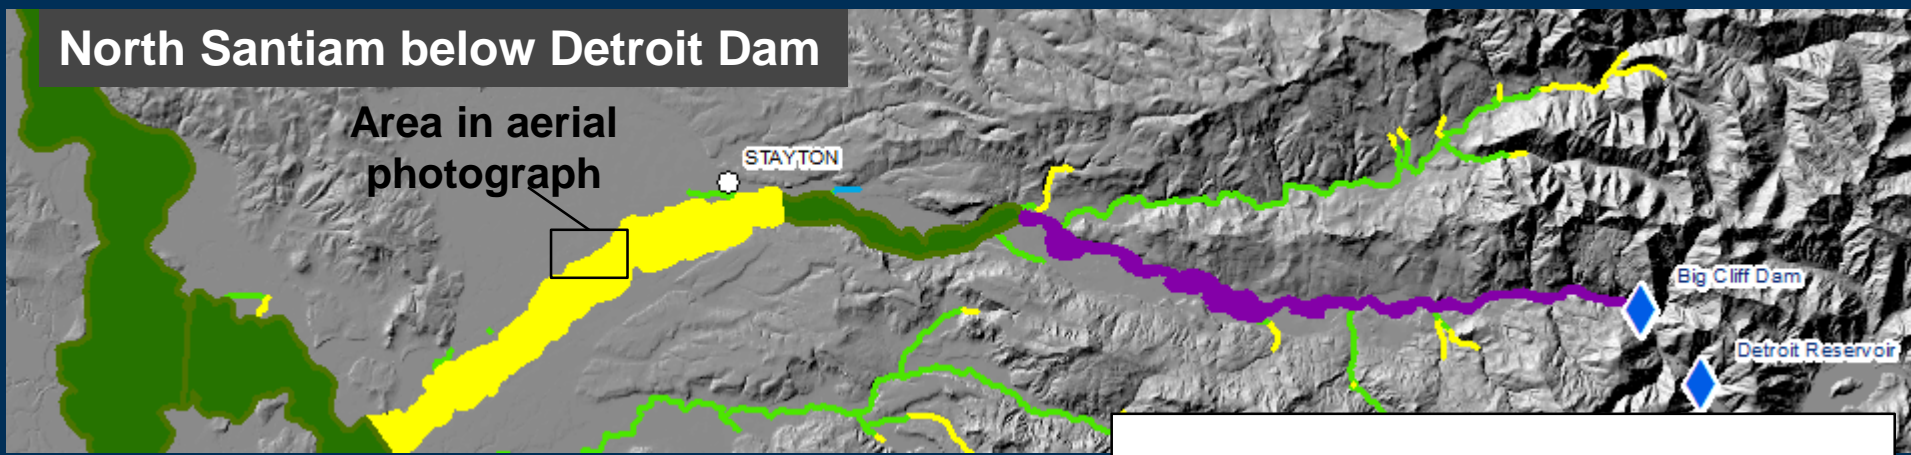 North Santiam below Detroit Dam
Area in aerial
photograph
STAYTON
Big Cliff Dam
Detroit Reservoir